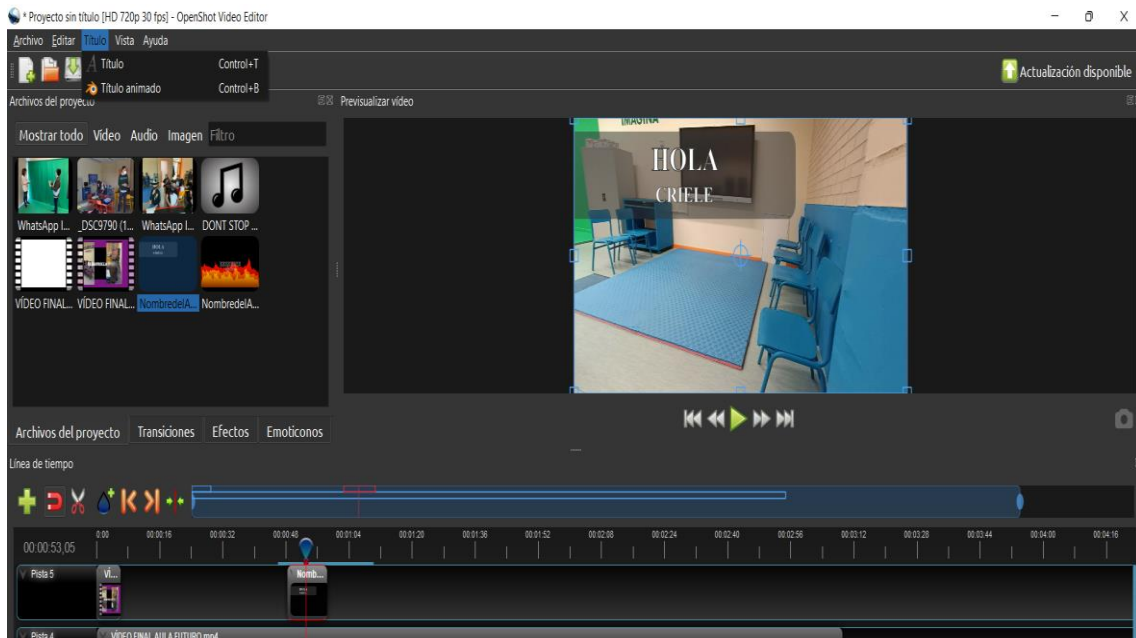 * Proyecto sin título [HD 720p 30 fps] - OpenShot Video Editor
Archivo Editar Título Vista Ayuda
Título Control+T
Título animado Control+B
Actualización disponible
Archivos del proyecto
Previsualizar vídeo
Mostrar todo Vídeo Audio Imagen Filtro
IMAGINA
HOLA
CRIELE
WhatsApp I... _DSC9790 (1... WhatsApp I... DONT STOP ...
VÍDEO FINAL... VÍDEO FINAL... NombredelA... NombredelA...
Archivos del proyecto Transiciones Efectos Emoticonos
Línea de tiempo
00:00:53,05
0:00 00:00:16 00:00:32 00:00:48 00:01:04 00:01:20 00:01:36 00:01:52 00:02:08 00:02:24 00:02:40 00:02:56 00:03:12 00:03:28 00:03:44 00:04:00 00:04:16
Pista 5 VÍ... Nomb...
Pista 4 VÍDEO FINAL AULA FUTURO.mp4